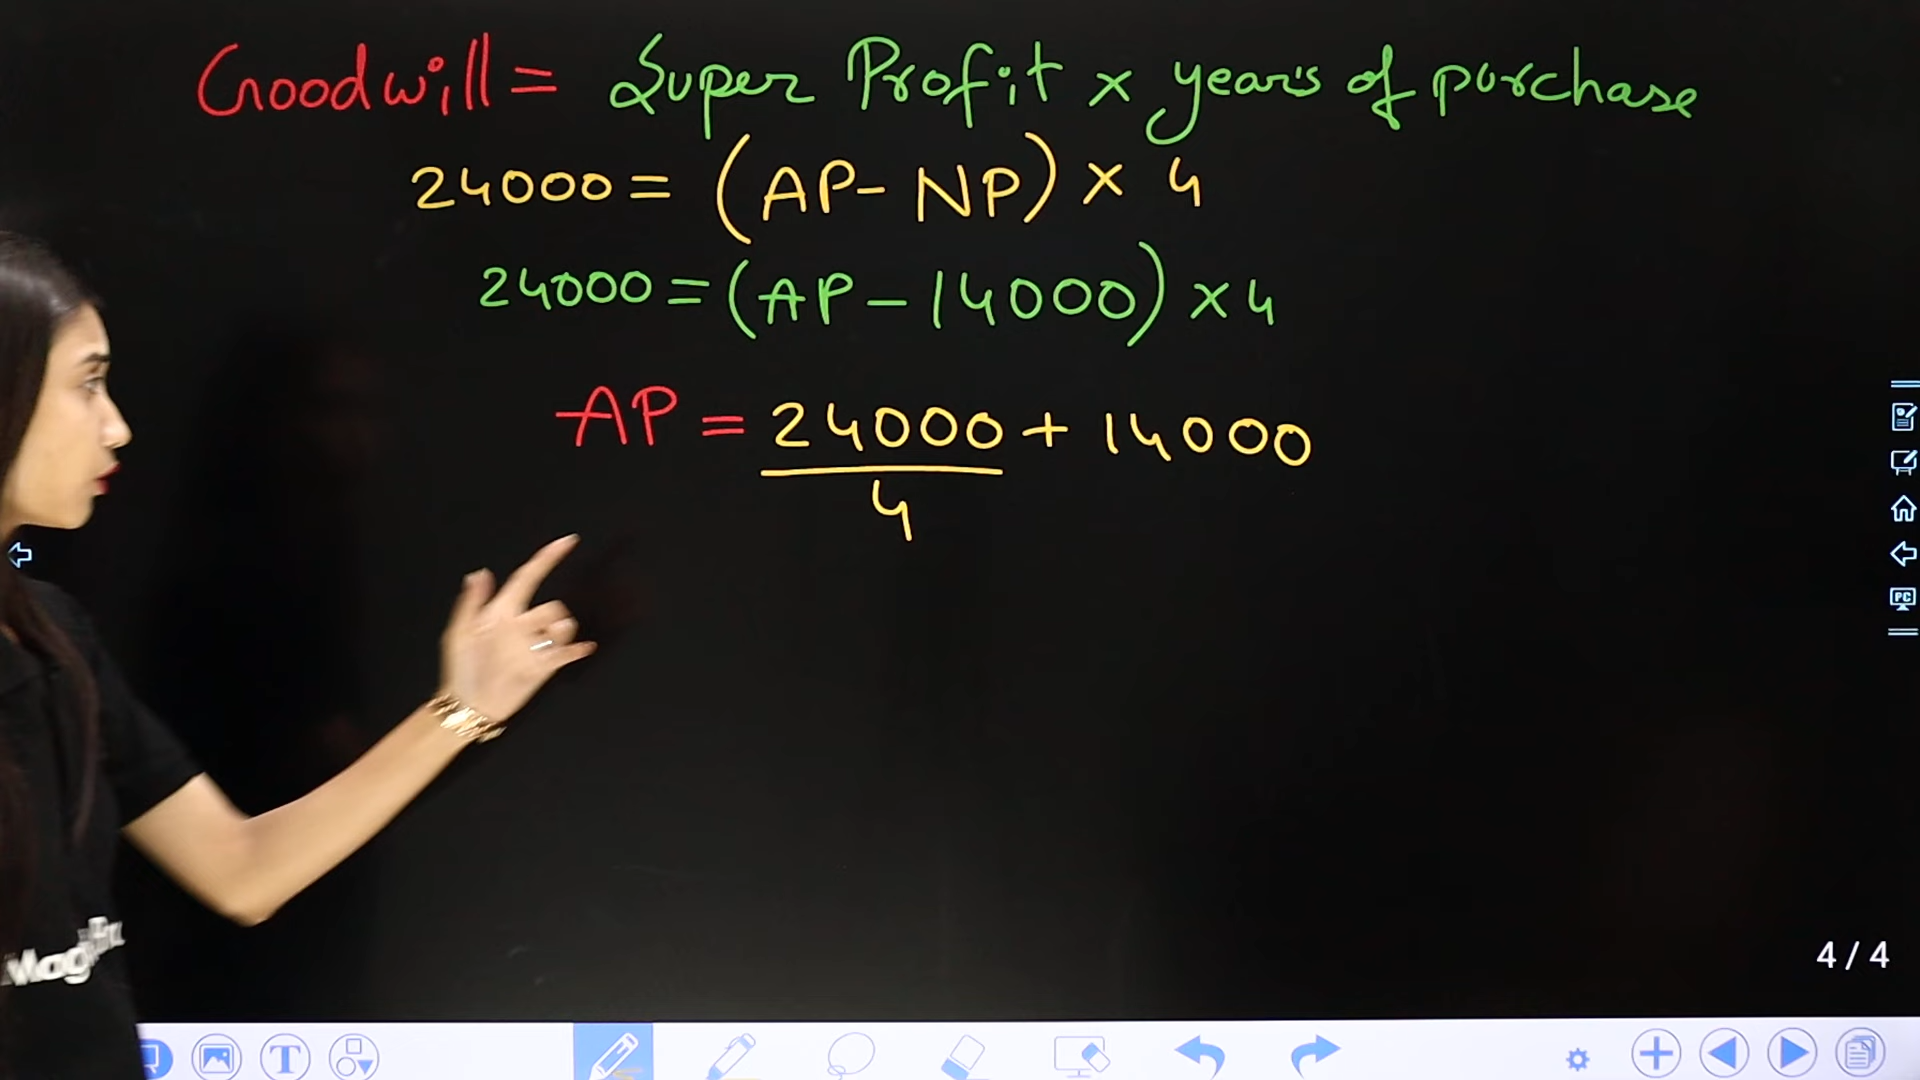 Goodwill = Super Profit x years of purchase
24000 = (AP - NP) x 4
24000 = (AP - 14000) x 4
AP = 24000 + 14000
4
4 / 4
T
PC